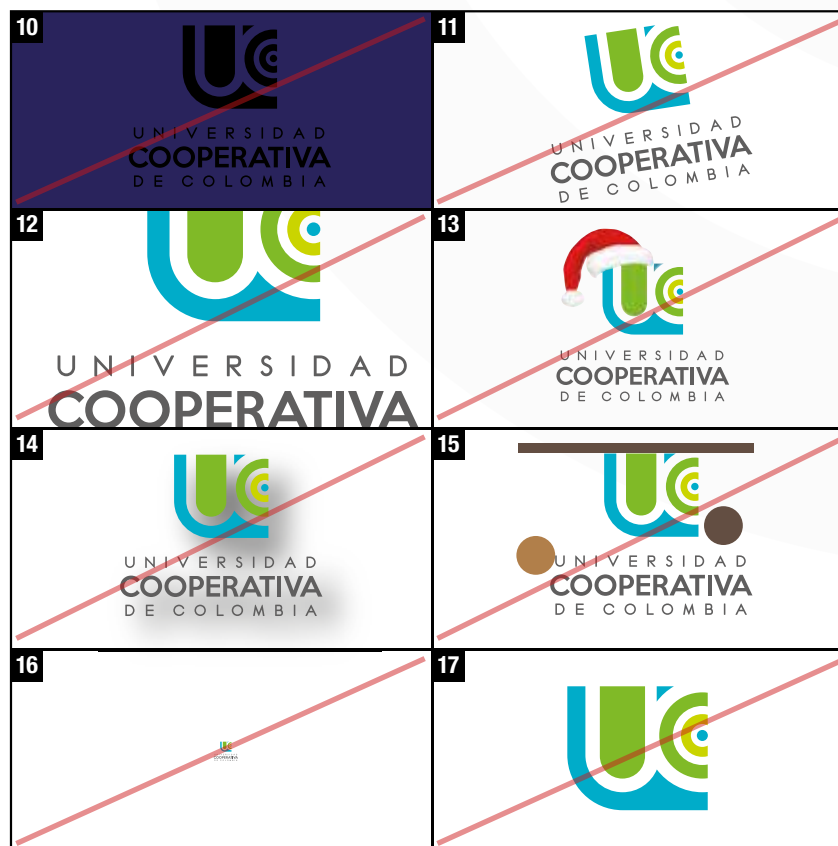 10
UNIVERSIDAD
COOPERATIVA
DE COLOMBIA
11
UNIVERSIDAD
COOPERATIVA
DE COLOMBIA
12
UNIVERSIDAD
COOPERATIVA
13
UNIVERSIDAD
COOPERATIVA
DE COLOMBIA
14
UNIVERSIDAD
COOPERATIVA
DE COLOMBIA
15
UNIVERSIDAD
COOPERATIVA
DE COLOMBIA
16
COOPERATIVA
17